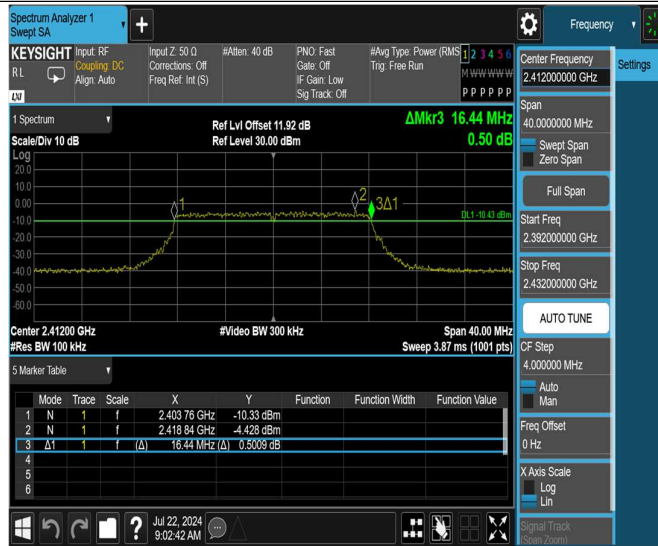 Spectrum Analyzer 1
Swept SA
Frequency
KEYSIGHT
RL
LXI
Input: RF
Coupling: DC
Align: Auto
Input Z: 50 Ω
Corrections: Off
Freq Ref: Int (S)
#Atten: 40 dB
PNO: Fast
Gate: Off
IF Gain: Low
Sig Track: Off
#Avg Type: Power (RMS
Trig: Free Run
1 2 3 4 5 6
M W W W W W
P P P P P P
1 Spectrum
Scale/Div 10 dB
Ref Lvl Offset 11.92 dB
Ref Level 30.00 dBm
ΔMkr3 16.44 MHz
0.50 dB
Log
20.0
10.0
0.00
-10.0
-20.0
-30.0
-40.0
-50.0
-60.0
1
2
3Δ1
DL1 -10.43 dBm
Center 2.41200 GHz
#Res BW 100 kHz
#Video BW 300 kHz
Span 40.00 MHz
Sweep 3.87 ms (1001 pts)
5 Marker Table
Mode Trace Scale X Y Function Function Width Function Value
1 N 1 f 2.403 76 GHz -10.33 dBm
2 N 1 f 2.418 84 GHz -4.428 dBm
3 Δ1 1 f (Δ) 16.44 MHz (Δ) 0.5009 dB
4
5
6
Jul 22, 2024
9:02:42 AM
Settings
Center Frequency
2.412000000 GHz
Span
40.0000000 MHz
Swept Span
Zero Span
Full Span
Start Freq
2.392000000 GHz
Stop Freq
2.432000000 GHz
AUTO TUNE
CF Step
4.000000 MHz
Auto
Man
Freq Offset
0 Hz
X Axis Scale
Log
Lin
Signal Track
(Span Zoom)